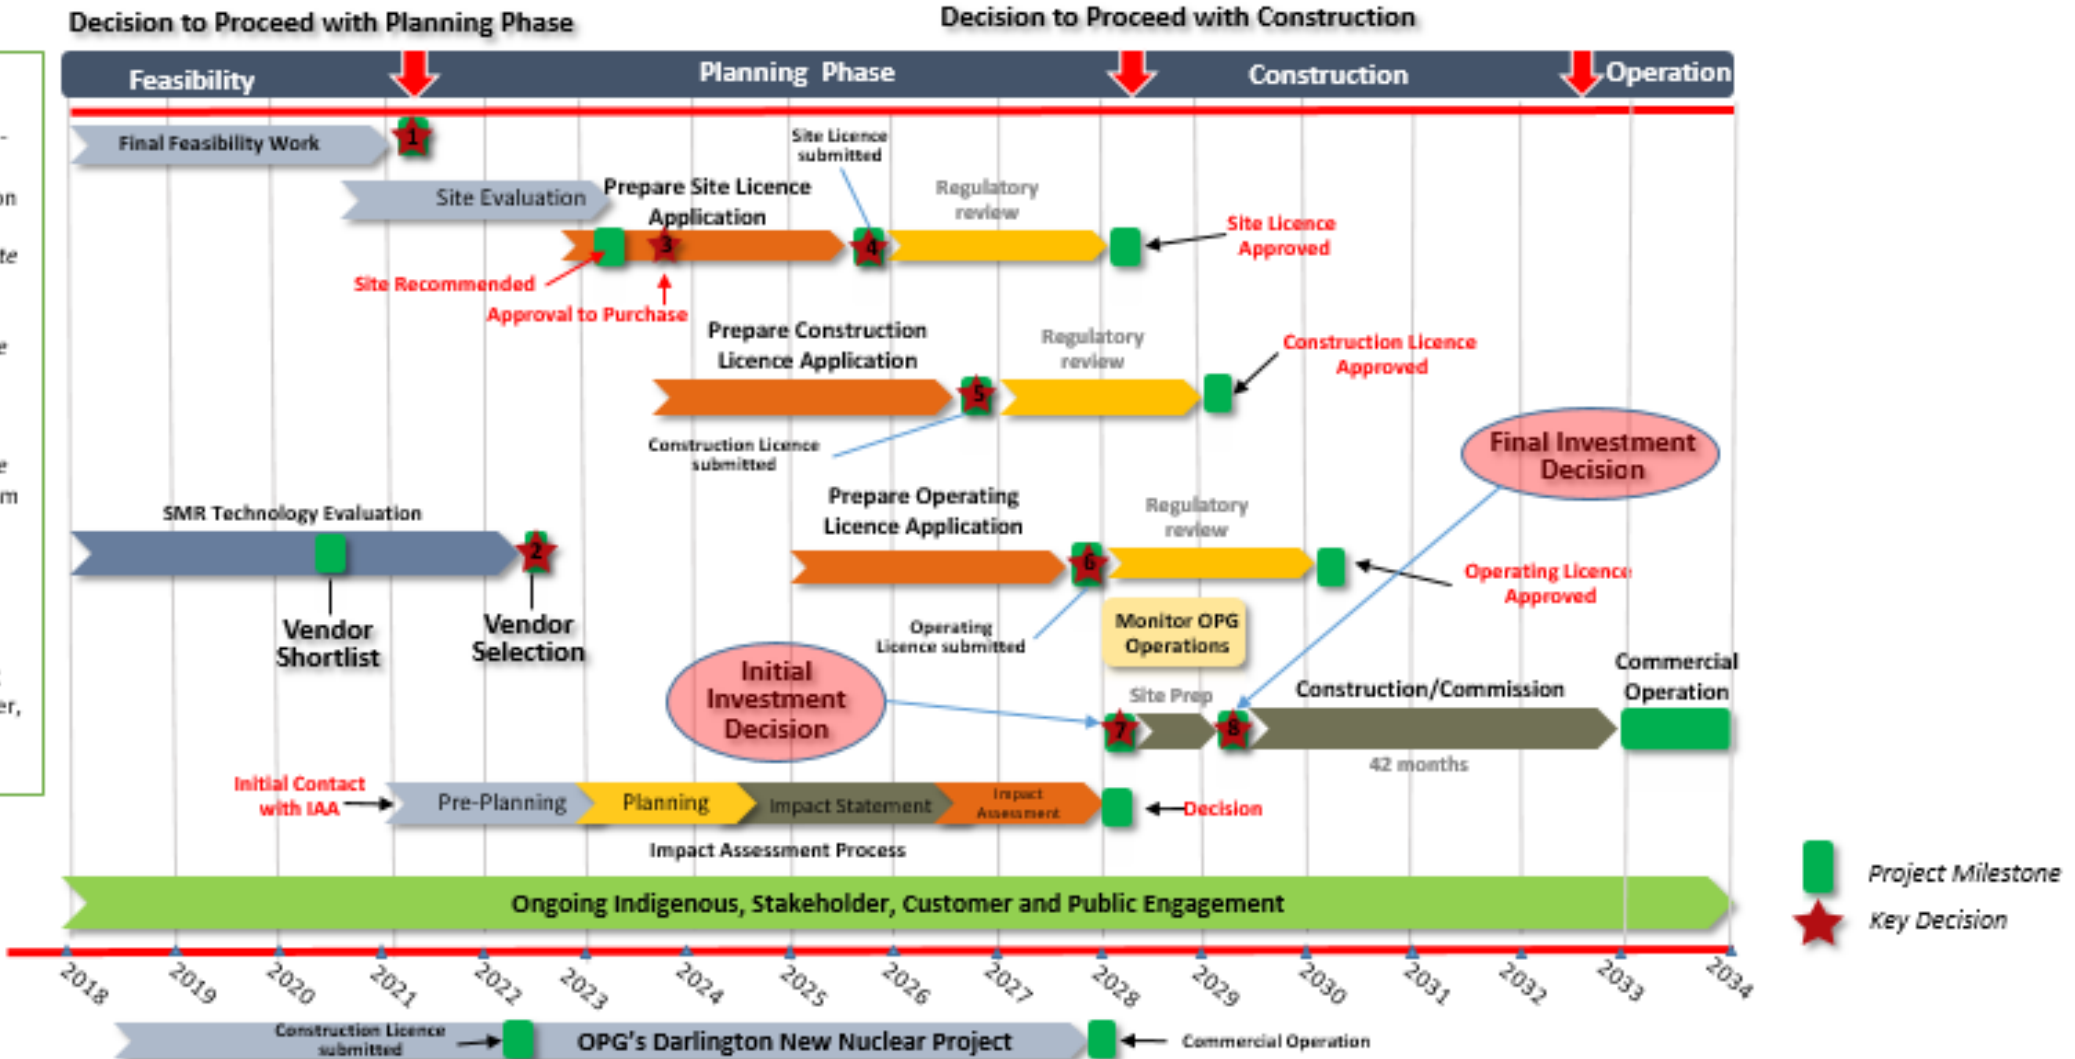 Decision to Proceed with Planning Phase
Decision to Proceed with Construction
Feasibility
Planning Phase
Construction
Operation
Final Feasibility Work
1
Site Licence
submitted
Site Evaluation
Prepare Site Licence
Application
Regulatory
review
3
4
Site Licence
Approved
Site Recommended
Approval to Purchase
Prepare Construction
Licence Application
Regulatory
review
Construction Licence
Approved
5
Construction Licence
submitted
Final Investment
Decision
SMR Technology Evaluation
2
Vendor
Shortlist
Vendor
Selection
Prepare Operating
Licence Application
Regulatory
review
6
Operating Licence
Approved
Operating
Licence submitted
Monitor OPG
Operations
Initial
Investment
Decision
Site Prep
7
8
Construction/Commission
42 months
Commercial
Operation
Initial Contact
with IAA
Pre-Planning
Planning
Impact Statement
Impact
Assessment
Decision
Impact Assessment Process
Ongoing Indigenous, Stakeholder, Customer and Public Engagement
Project Milestone
Key Decision
2018
2019
2020
2021
2022
2023
2024
2025
2026
2027
2028
2029
2030
2031
2032
2033
2034
Construction Licence
submitted
OPG's Darlington New Nuclear Project
Commercial Operation